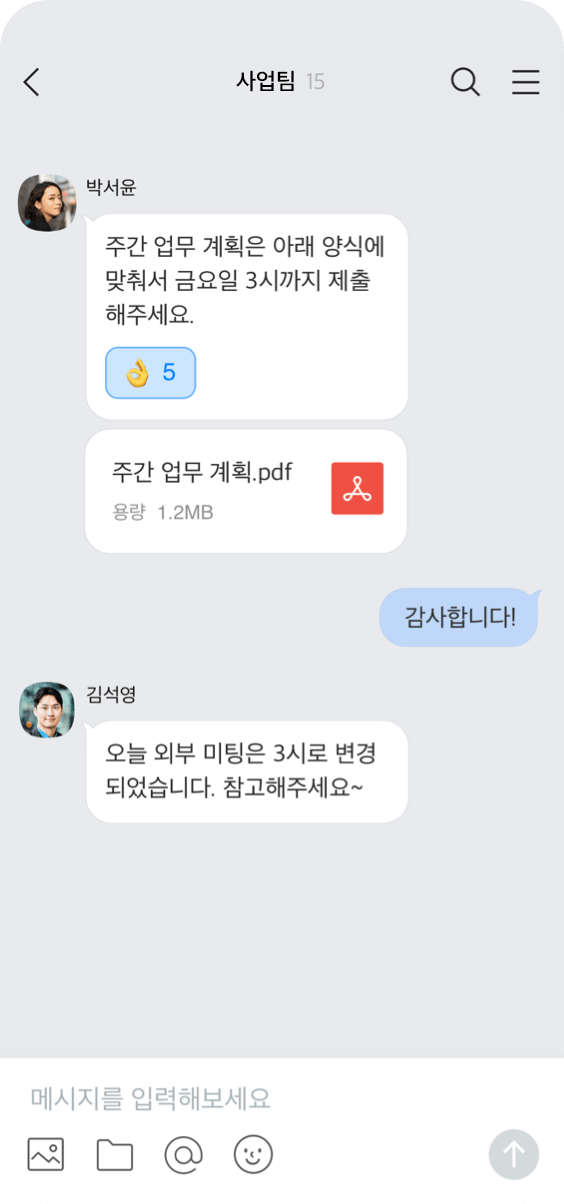 사업팀 15
박서윤
주간 업무 계획은 아래 양식에
맞춰서 금요일 3시까지 제출
해주세요.
👌 5
주간 업무 계획.pdf
용량 1.2MB
감사합니다!
김석영
오늘 외부 미팅은 3시로 변경
되었습니다. 참고해주세요~
메시지를 입력해보세요